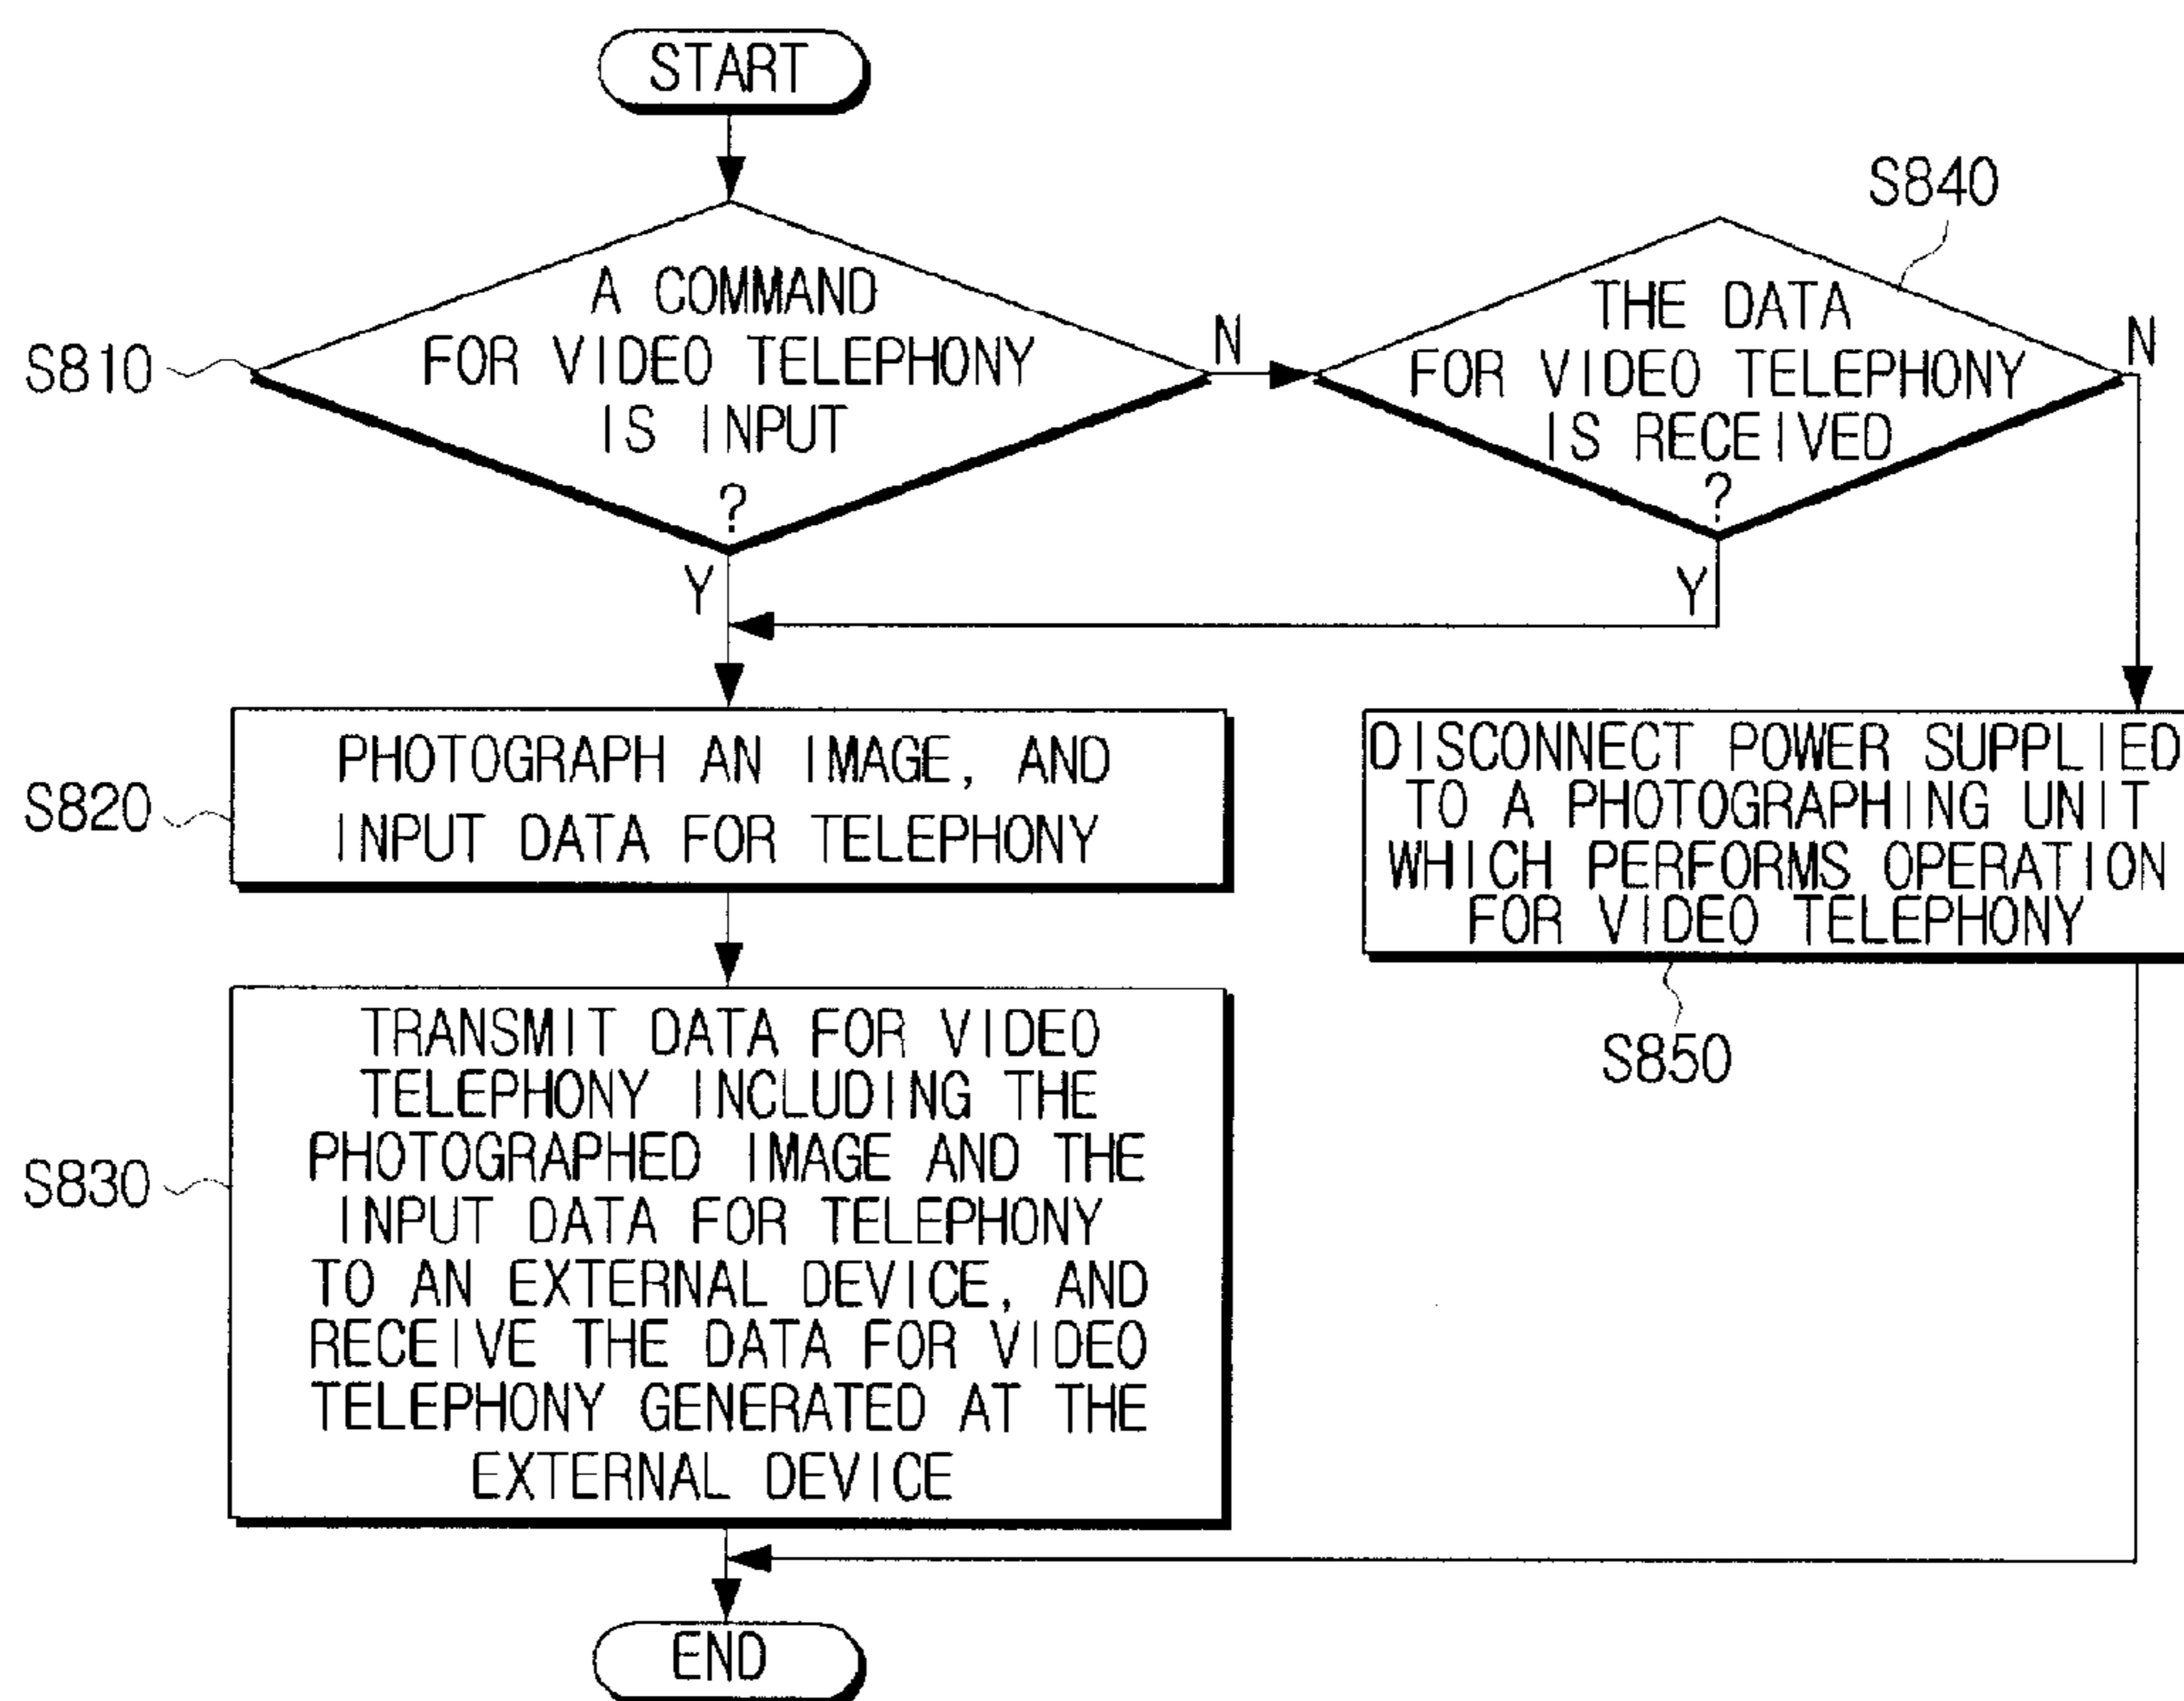 START
S810
A COMMAND
FOR VIDEO TELEPHONY
IS INPUT
?
N
Y
S840
THE DATA
FOR VIDEO TELEPHONY
IS RECEIVED
?
N
Y
S820
PHOTOGRAPH AN IMAGE, AND
INPUT DATA FOR TELEPHONY
DISCONNECT POWER SUPPLIED
TO A PHOTOGRAPHING UNIT
WHICH PERFORMS OPERATION
FOR VIDEO TELEPHONY
S850
S830
TRANSMIT DATA FOR VIDEO
TELEPHONY INCLUDING THE
PHOTOGRAPHED IMAGE AND THE
INPUT DATA FOR TELEPHONY
TO AN EXTERNAL DEVICE, AND
RECEIVE THE DATA FOR VIDEO
TELEPHONY GENERATED AT THE
EXTERNAL DEVICE
END